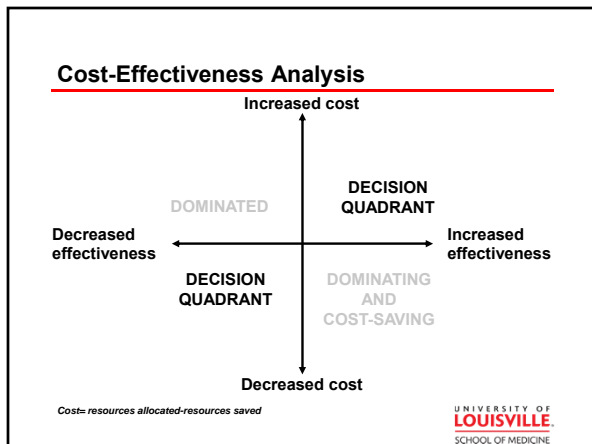 Cost-Effectiveness Analysis
Increased cost
DOMINATED
DECISION
QUADRANT
Decreased
effectiveness
Increased
effectiveness
DECISION
QUADRANT
DOMINATING
AND
COST-SAVING
Decreased cost
Cost= resources allocated-resources saved
UNIVERSITY OF
LOUISVILLE.
SCHOOL OF MEDICINE